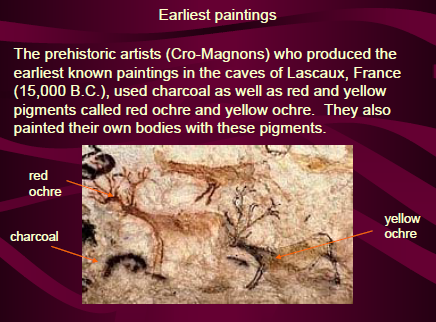 Earliest paintings
The prehistoric artists (Cro-Magnons) who produced the
earliest known paintings in the caves of Lascaux, France
(15,000 B.C.), used charcoal as well as red and yellow
pigments called red ochre and yellow ochre.  They also
painted their own bodies with these pigments.
red
ochre
charcoal
yellow
ochre